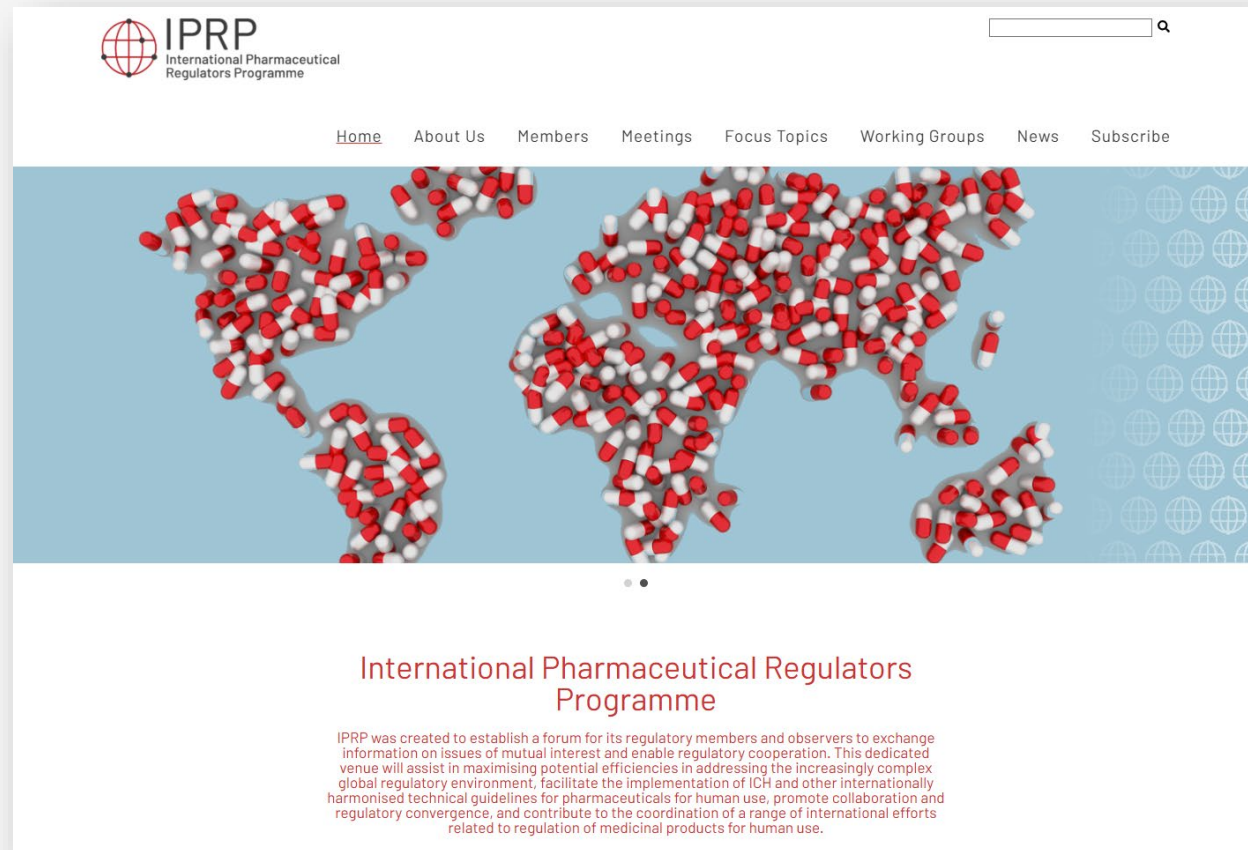 IPRP
International Pharmaceutical
Regulators Programme
Home About Us Members Meetings Focus Topics Working Groups News Subscribe
International Pharmaceutical Regulators
Programme
IPRP was created to establish a forum for its regulatory members and observers to exchange
information on issues of mutual interest and enable regulatory cooperation. This dedicated
venue will assist in maximising potential efficiencies in addressing the increasingly complex
global regulatory environment, facilitate the implementation of ICH and other internationally
harmonised technical guidelines for pharmaceuticals for human use, promote collaboration and
regulatory convergence, and contribute to the coordination of a range of international efforts
related to regulation of medicinal products for human use.